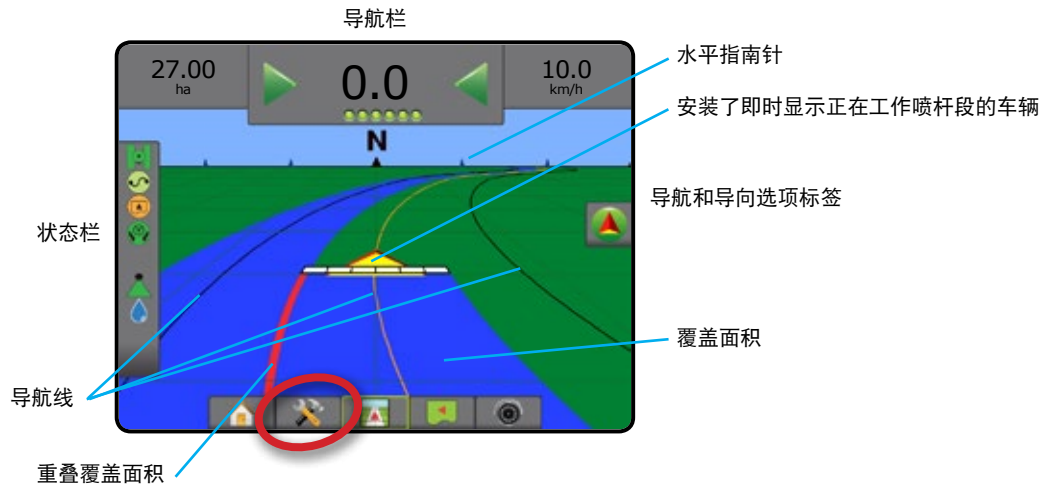 导航栏
27.00
ha
0.0
10.0
km/h
N
水平指南针
安装了即时显示正在工作喷杆段的车辆
导航和导向选项标签
状态栏
覆盖面积
导航线
重叠覆盖面积